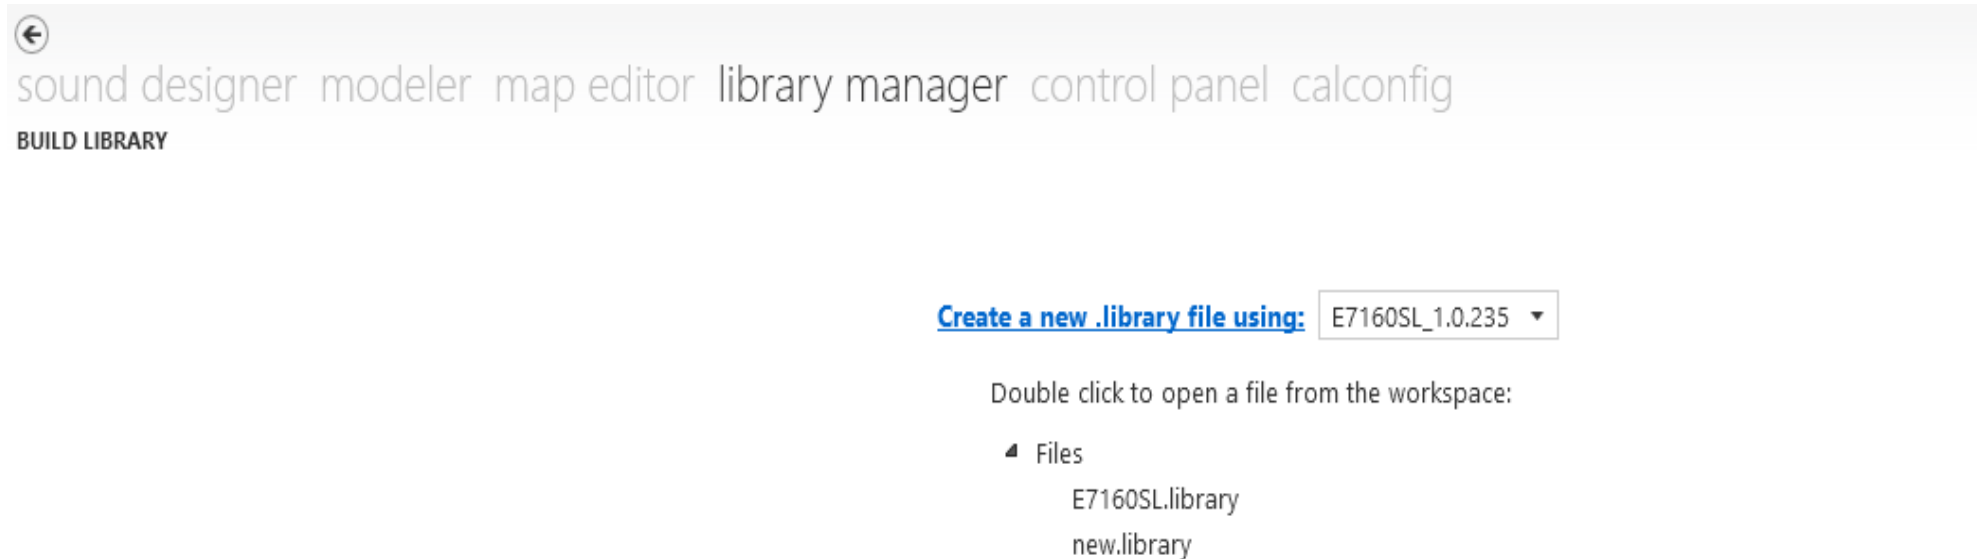 sound designer modeler map editor library manager control panel calconfig
BUILD LIBRARY
Create a new .library file using: E7160SL_1.0.235
Double click to open a file from the workspace:
Files
E7160SL.library
new.library